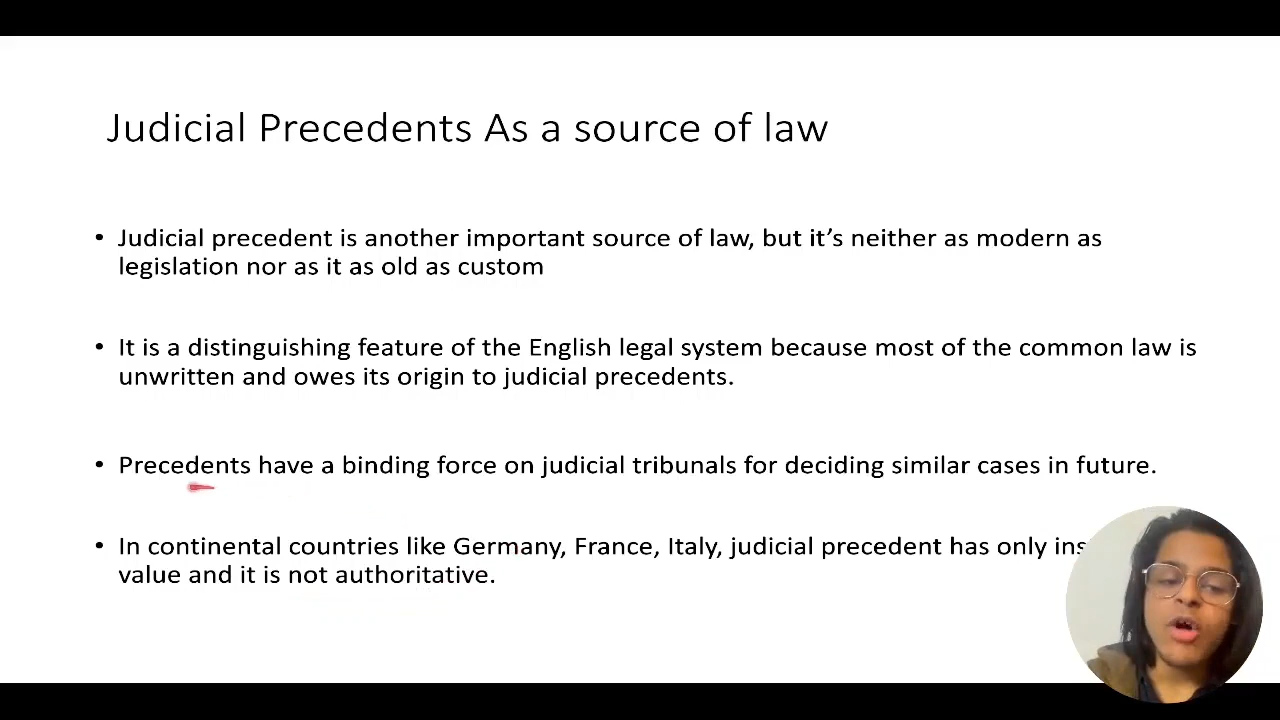 Judicial Precedents As a source of law
• Judicial precedent is another important source of law, but it's neither as modern as
legislation nor as it as old as custom
• It is a distinguishing feature of the English legal system because most of the common law is
unwritten and owes its origin to judicial precedents.
• Precedents have a binding force on judicial tribunals for deciding similar cases in future.
• In continental countries like Germany, France, Italy, judicial precedent has only
value and it is not authoritative.